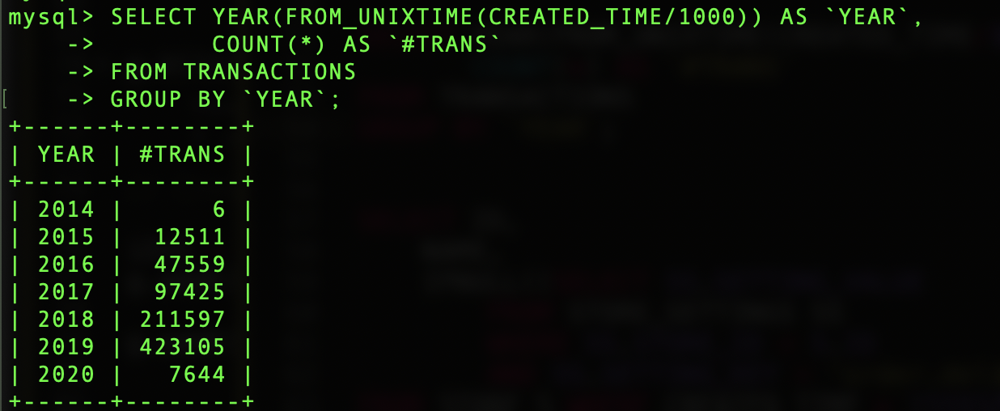 mysql> SELECT YEAR(FROM_UNIXTIME(CREATED_TIME/1000)) AS `YEAR`,
    ->        COUNT(*) AS `#TRANS`
    -> FROM TRANSACTIONS
[    -> GROUP BY `YEAR`;
+------+--------+
| YEAR | #TRANS |
+------+--------+
| 2014 |      6 |
| 2015 |  12511 |
| 2016 |  47559 |
| 2017 |  97425 |
| 2018 | 211597 |
| 2019 | 423105 |
| 2020 |   7644 |
+------+--------+